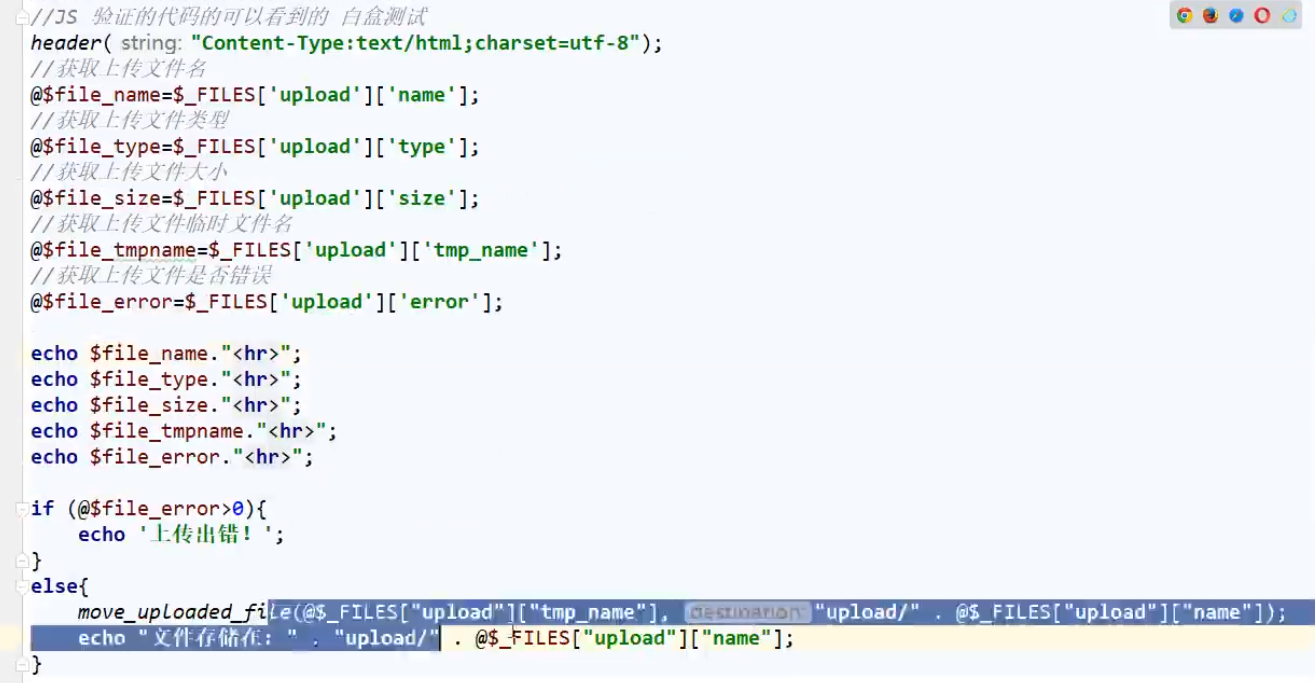 //JS 验证的代码的可以看到的 白盒测试
header( string: "Content-Type:text/html;charset=utf-8");
//获取上传文件名
@$file_name=$_FILES['upload']['name'];
//获取上传文件类型
@$file_type=$_FILES['upload']['type'];
//获取上传文件大小
@$file_size=$_FILES['upload']['size'];
//获取上传文件临时文件名
@$file_tmpname=$_FILES['upload']['tmp_name'];
//获取上传文件是否错误
@$file_error=$_FILES['upload']['error'];
echo $file_name."<hr>";
echo $file_type."<hr>";
echo $file_size."<hr>";
echo $file_tmpname."<hr>";
echo $file_error."<hr>";
if (@$file_error>0){
echo '上传出错！';
}
else{
move_uploaded_file(@$_FILES["upload"]["tmp_name"], destination: "upload/" . @$_FILES["upload"]["name"]);
echo "文件存储在: " . "upload/" . @$_FILES["upload"]["name"];
}